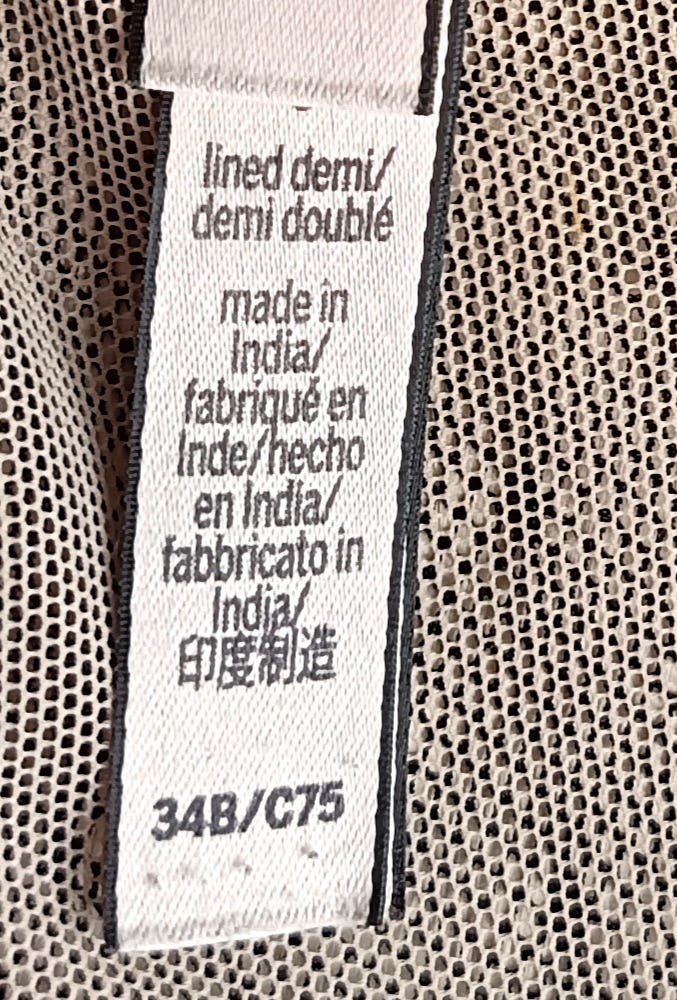 lined demi/
demi doublé
made in
India/
fabriqué en
Inde/hecho
en India/
fabbricato in
India/
印度制造
34B/C75